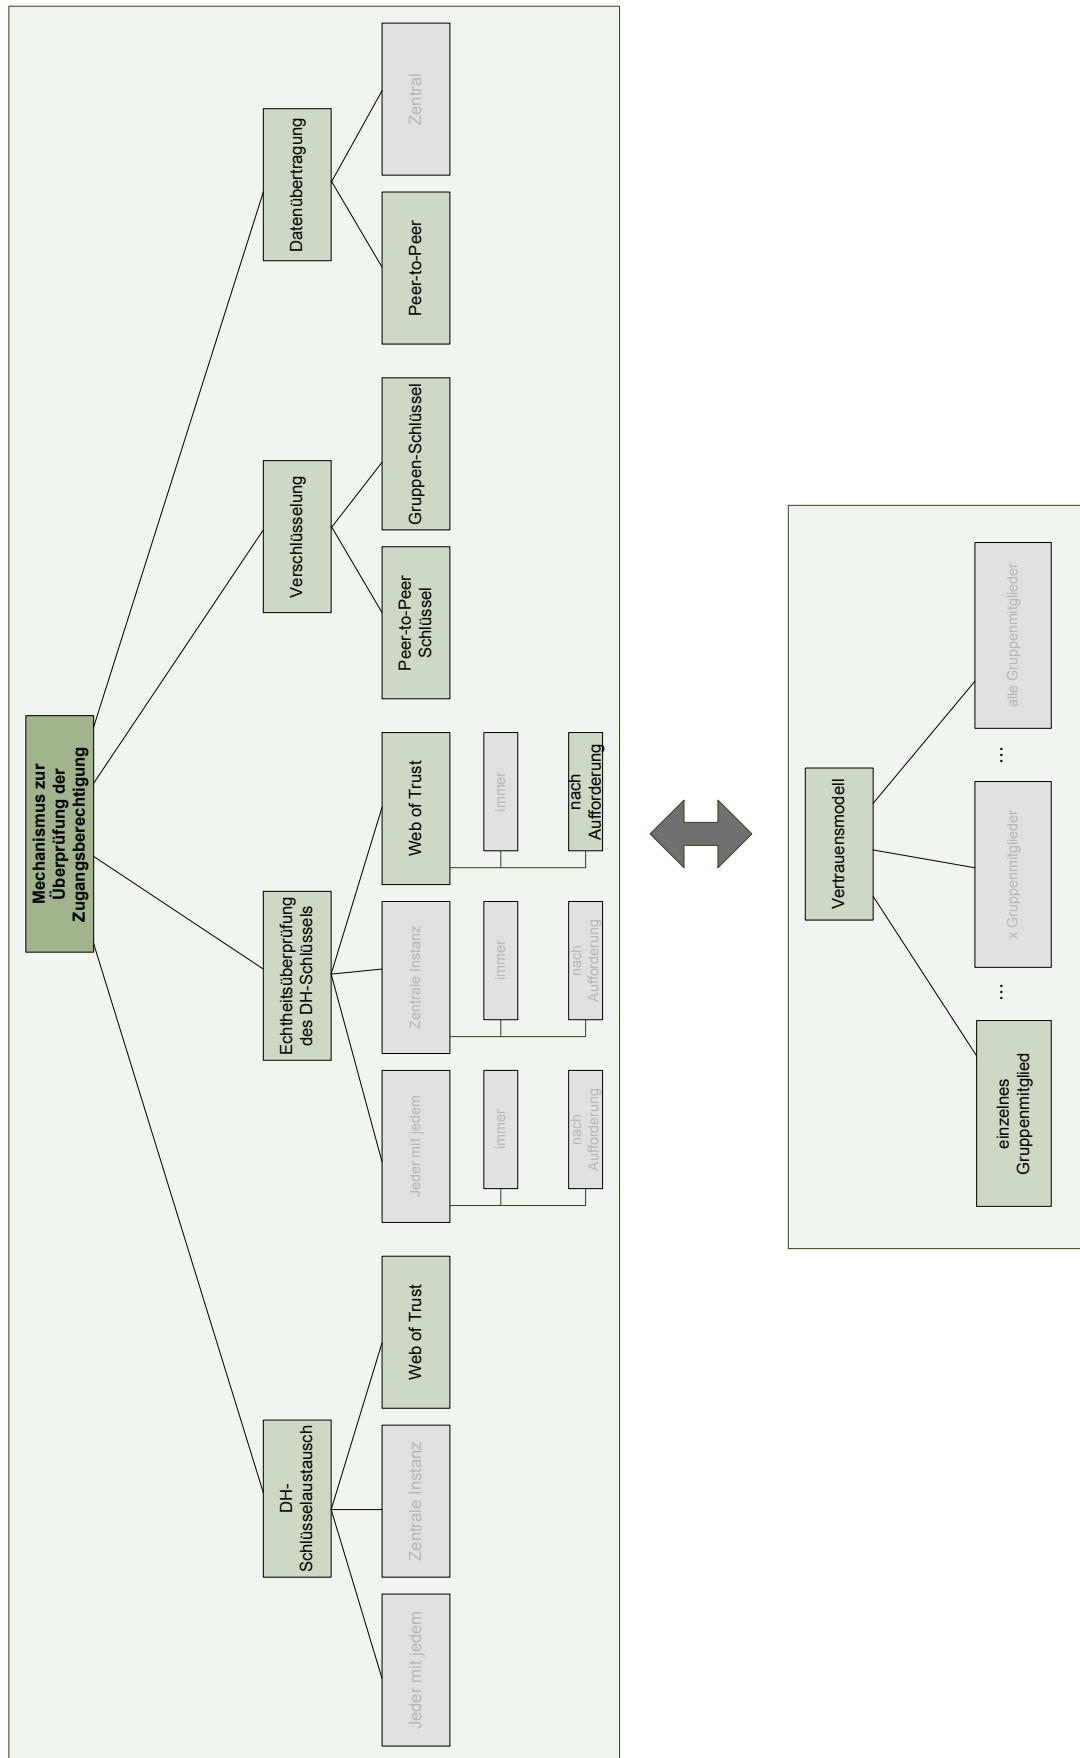 Mechanismus zur
Überprüfung der
Zugangsberechtigung
DH-
Schlüsselaustausch
Echtheitsüberprüfung
des DH-Schlüssels
Verschlüsselung
Datenübertragung
Jeder mit jedem
Zentrale Instanz
Web of Trust
Jeder mit jedem
Zentrale Instanz
Web of Trust
Peer-to-Peer
Schlüssel
Gruppen-Schlüssel
Peer-to-Peer
Zentral
immer
immer
immer
nach
Aufforderung
nach
Aufforderung
nach
Aufforderung
Vertrauensmodell
einzelnes
Gruppenmitglied
...
x Gruppenmitglieder
...
alle Gruppenmitglieder